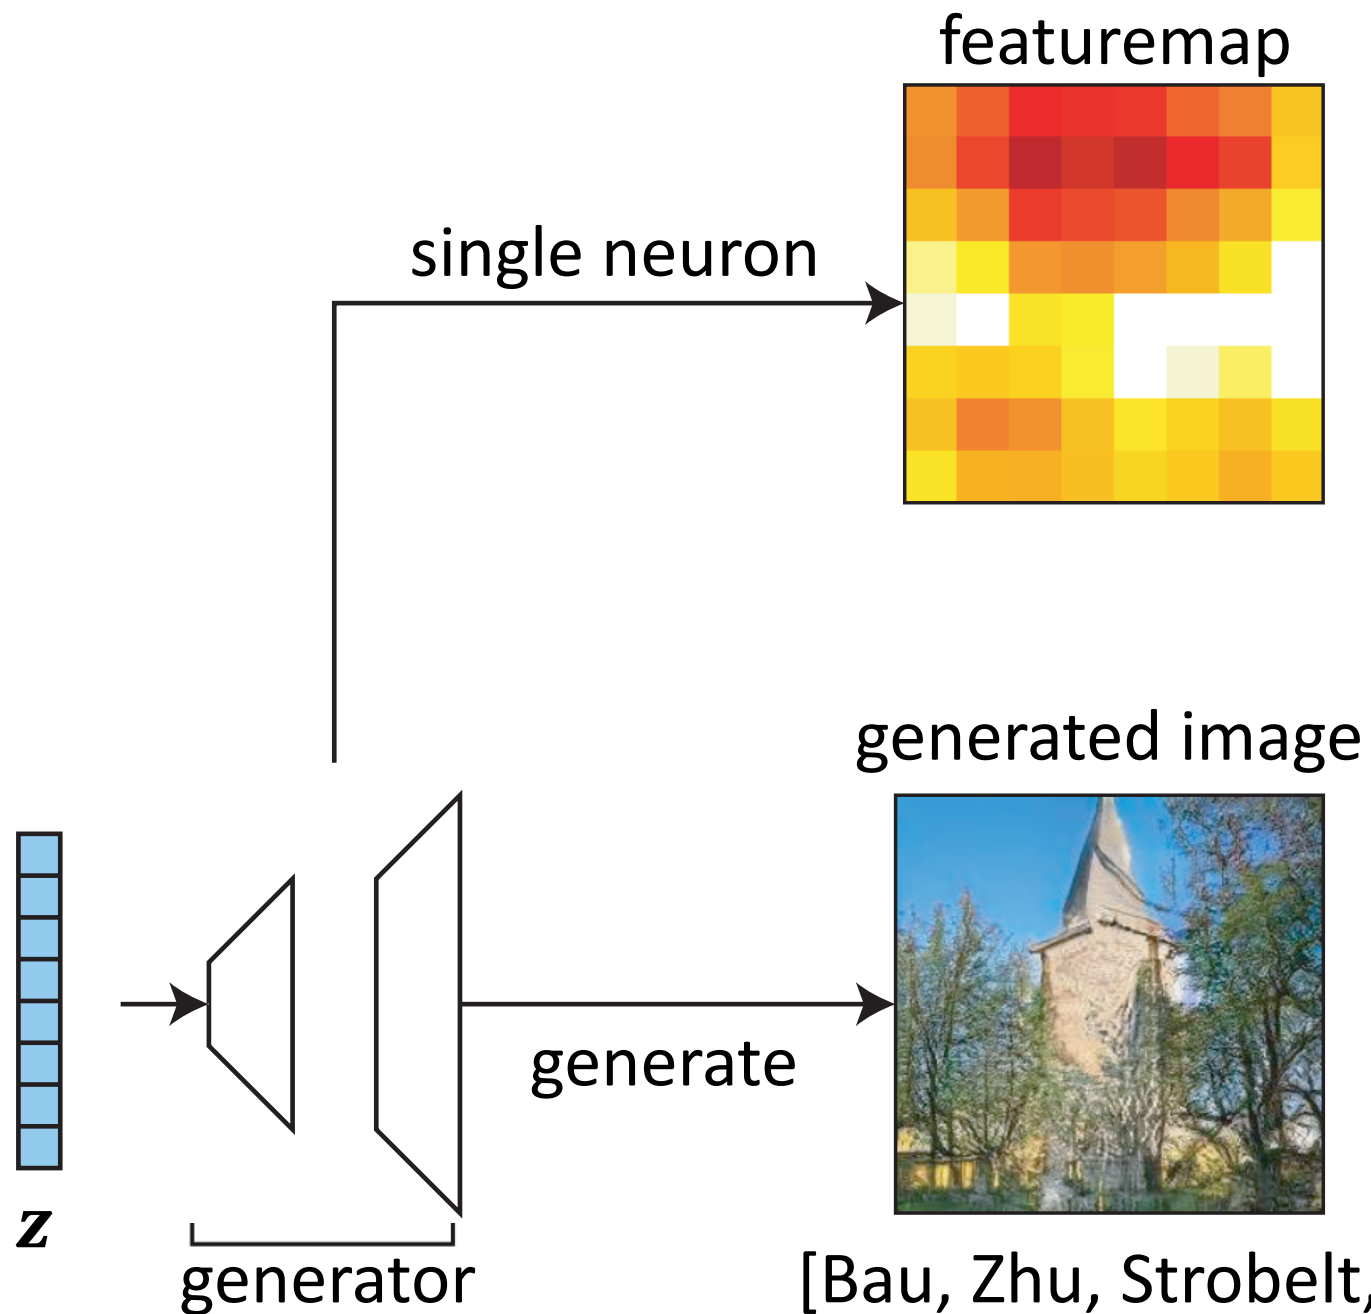 featuremap
single neuron
generated image
generate
z
generator
[Bau, Zhu, Strobelt,